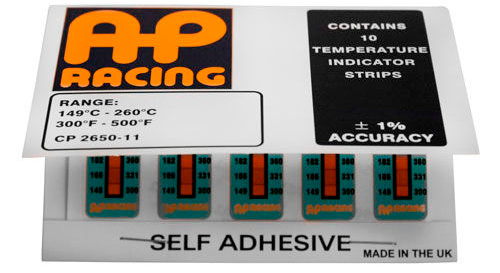 AP
RACING
RANGE:
149°C - 260°C
300°F - 500°F
CP 2650-11
CONTAINS
10
TEMPERATURE
INDICATOR
STRIPS
± 1%
ACCURACY
182 360
166 331
149 300
AP RACING
182 360
166 331
149 300
AP RACING
182 360
166 331
149 300
AP RACING
182 360
166 331
149 300
AP RACING
182 360
166 331
149 300
AP RACING
SELF ADHESIVE
MADE IN THE UK